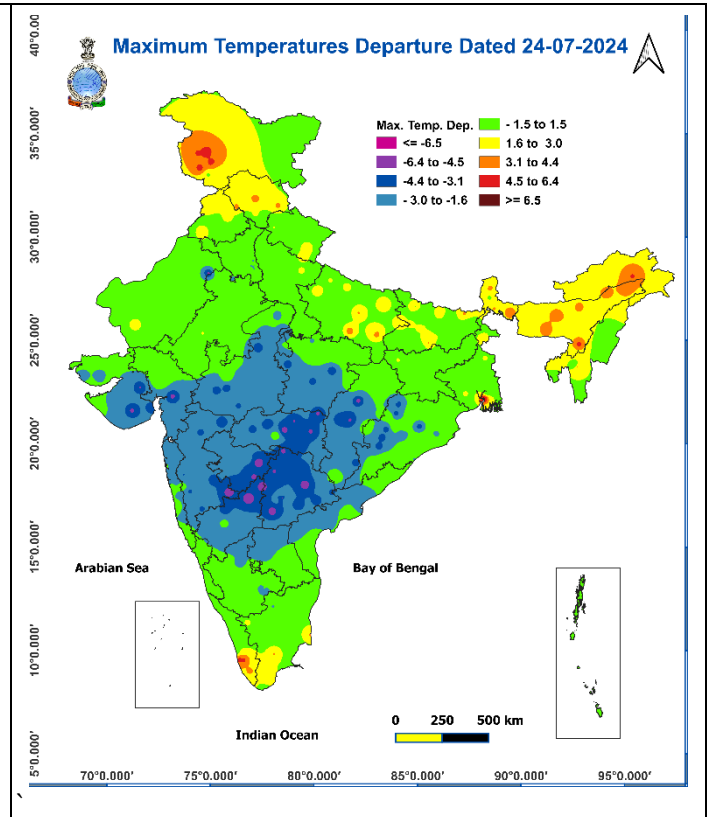 Maximum Temperatures Departure Dated 24-07-2024
Max. Temp. Dep.
<= -6.5
-6.4 to -4.5
-4.4 to -3.1
- 3.0 to -1.6
- 1.5 to 1.5
1.6 to 3.0
3.1 to 4.4
4.5 to 6.4
>= 6.5
40°0.00
35°0.000'
30°0.000'
25°0.000'
20°0.000'
15°0.000'
10°0.000'
5°0.000'
Arabian Sea
Bay of Bengal
Indian Ocean
0 250 500 km
70°0.000' 75°0.000' 80°0.000' 85°0.000' 90°0.000' 95°0.000'
`